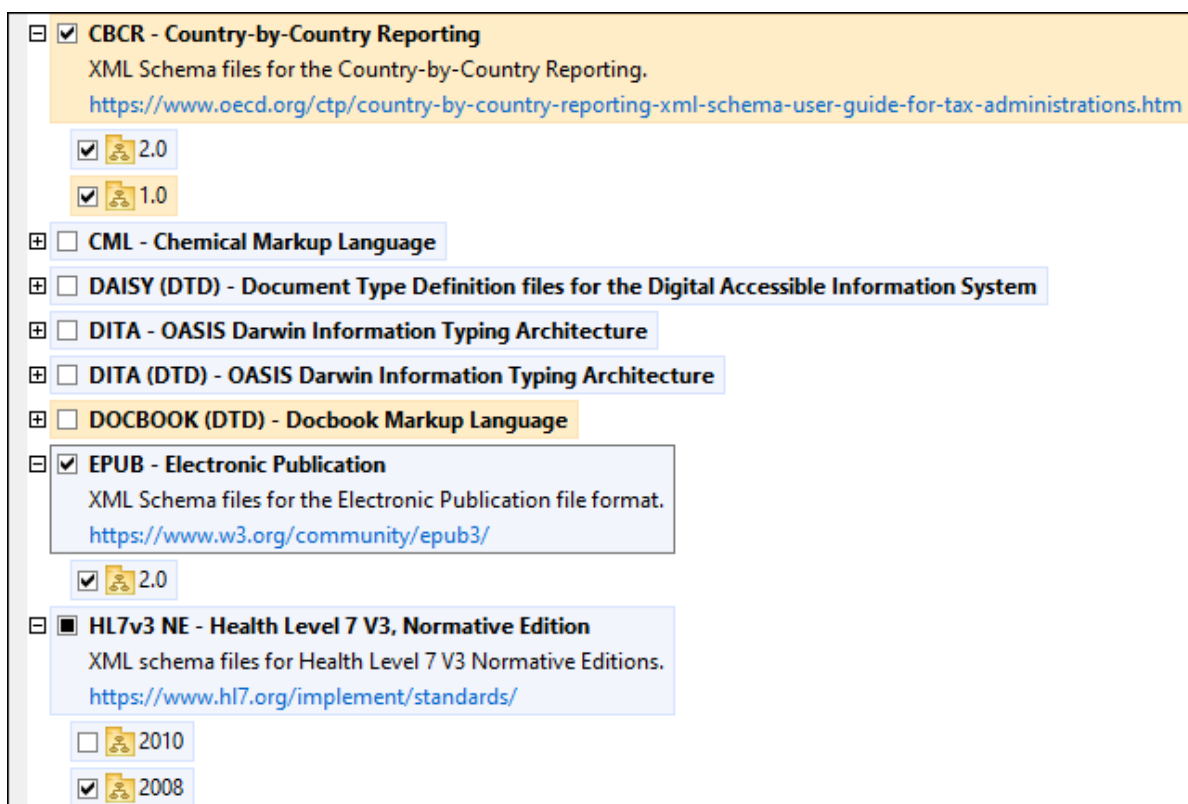 CBCR - Country-by-Country Reporting
XML Schema files for the Country-by-Country Reporting.
https://www.oecd.org/ctp/country-by-country-reporting-xml-schema-user-guide-for-tax-administrations.htm
2.0
1.0
CML - Chemical Markup Language
DAISY (DTD) - Document Type Definition files for the Digital Accessible Information System
DITA - OASIS Darwin Information Typing Architecture
DITA (DTD) - OASIS Darwin Information Typing Architecture
DOCBOOK (DTD) - Docbook Markup Language
EPUB - Electronic Publication
XML Schema files for the Electronic Publication file format.
https://www.w3.org/community/epub3/
2.0
HL7v3 NE - Health Level 7 V3, Normative Edition
XML schema files for Health Level 7 V3 Normative Editions.
https://www.hl7.org/implement/standards/
2010
2008